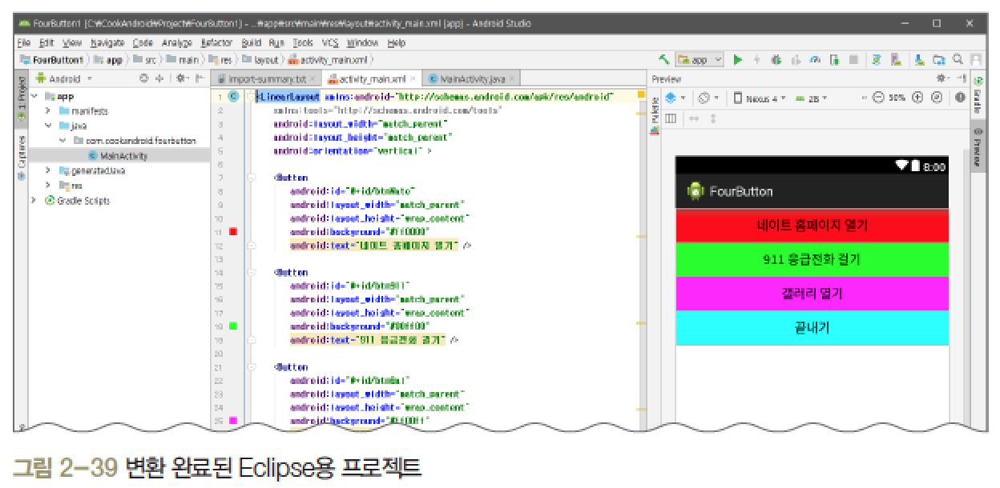 FourButton1 [C:₩CookAndroid₩Project₩FourButton1] - ...₩app₩src₩main₩res₩layout₩activity_main.xml [app] - Android Studio
File Edit View Navigate Code Analyze Refactor Build Run Tools VCS Window Help
FourButton1 app src main res layout activity_main.xml
app
Android
import-summary.txt
activity_main.xml
MainActivity.java
Preview
1: Project
Captures
app
manifests
java
com.cookandroid.fourbutton
MainActivity
generatedJava
res
Gradle Scripts
1 <LinearLayout xmlns:android="http://schemas.android.com/apk/res/android"
2 xmlns:tools="http://schemas.android.com/tools"
3 android:layout_width="match_parent"
4 android:layout_height="match_parent"
5 android:orientation="vertical" >
6
7 <Button
8 android:id="@+id/btnNate"
9 android:layout_width="match_parent"
10 android:layout_height="wrap_content"
11 android:background="#ff0000"
12 android:text="네이트 홈페이지 열기" />
13
14 <Button
15 android:id="@+id/btn911"
16 android:layout_width="match_parent"
17 android:layout_height="wrap_content"
18 android:background="#00ff00"
19 android:text="911 응급전화 걸기" />
20
21 <Button
22 android:id="@+id/btnGal"
23 android:layout_width="match_parent"
24 android:layout_height="wrap_content"
25 android:background="#ff00ff"
Palette
Nexus 4
28
50%
Gradle
Preview
8:00
FourButton
네이트 홈페이지 열기
911 응급전화 걸기
갤러리 열기
끝내기
그림 2-39 변환 완료된 Eclipse용 프로젝트